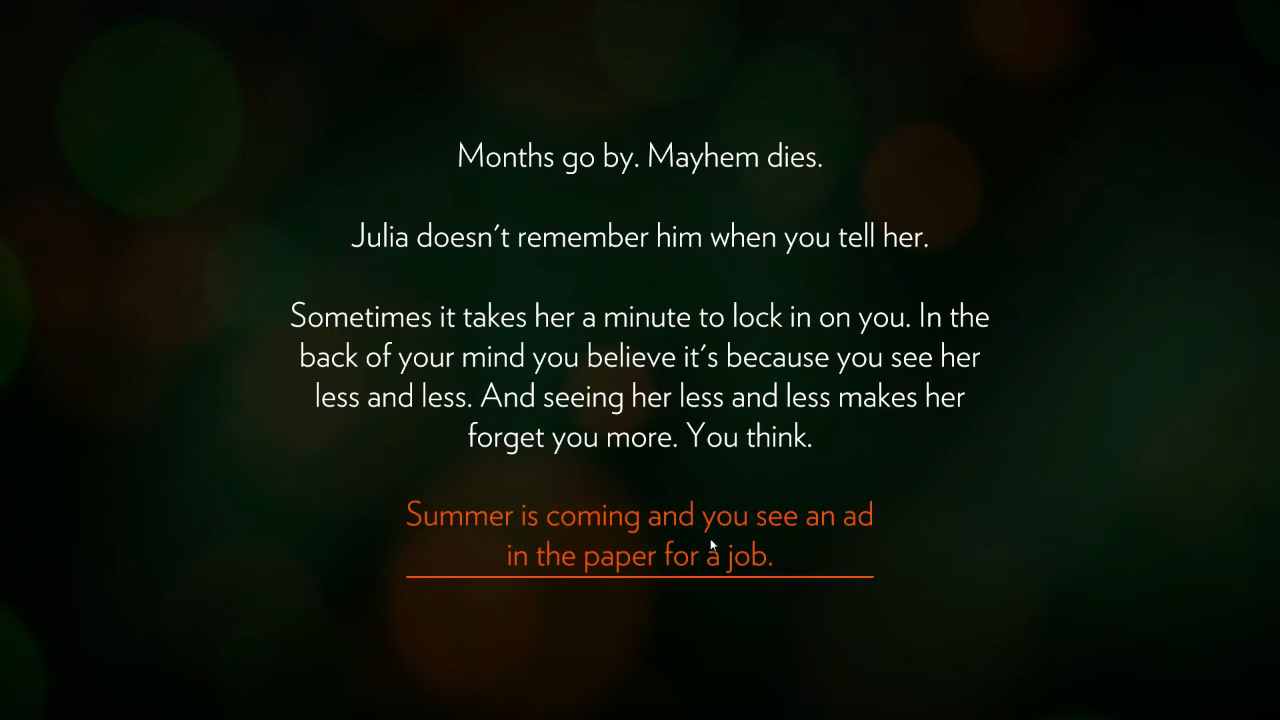 Months go by. Mayhem dies.
Julia doesn't remember him when you tell her.
Sometimes it takes her a minute to lock in on you. In the
back of your mind you believe it's because you see her
less and less. And seeing her less and less makes her
forget you more. You think.
Summer is coming and you see an ad
in the paper for a job.